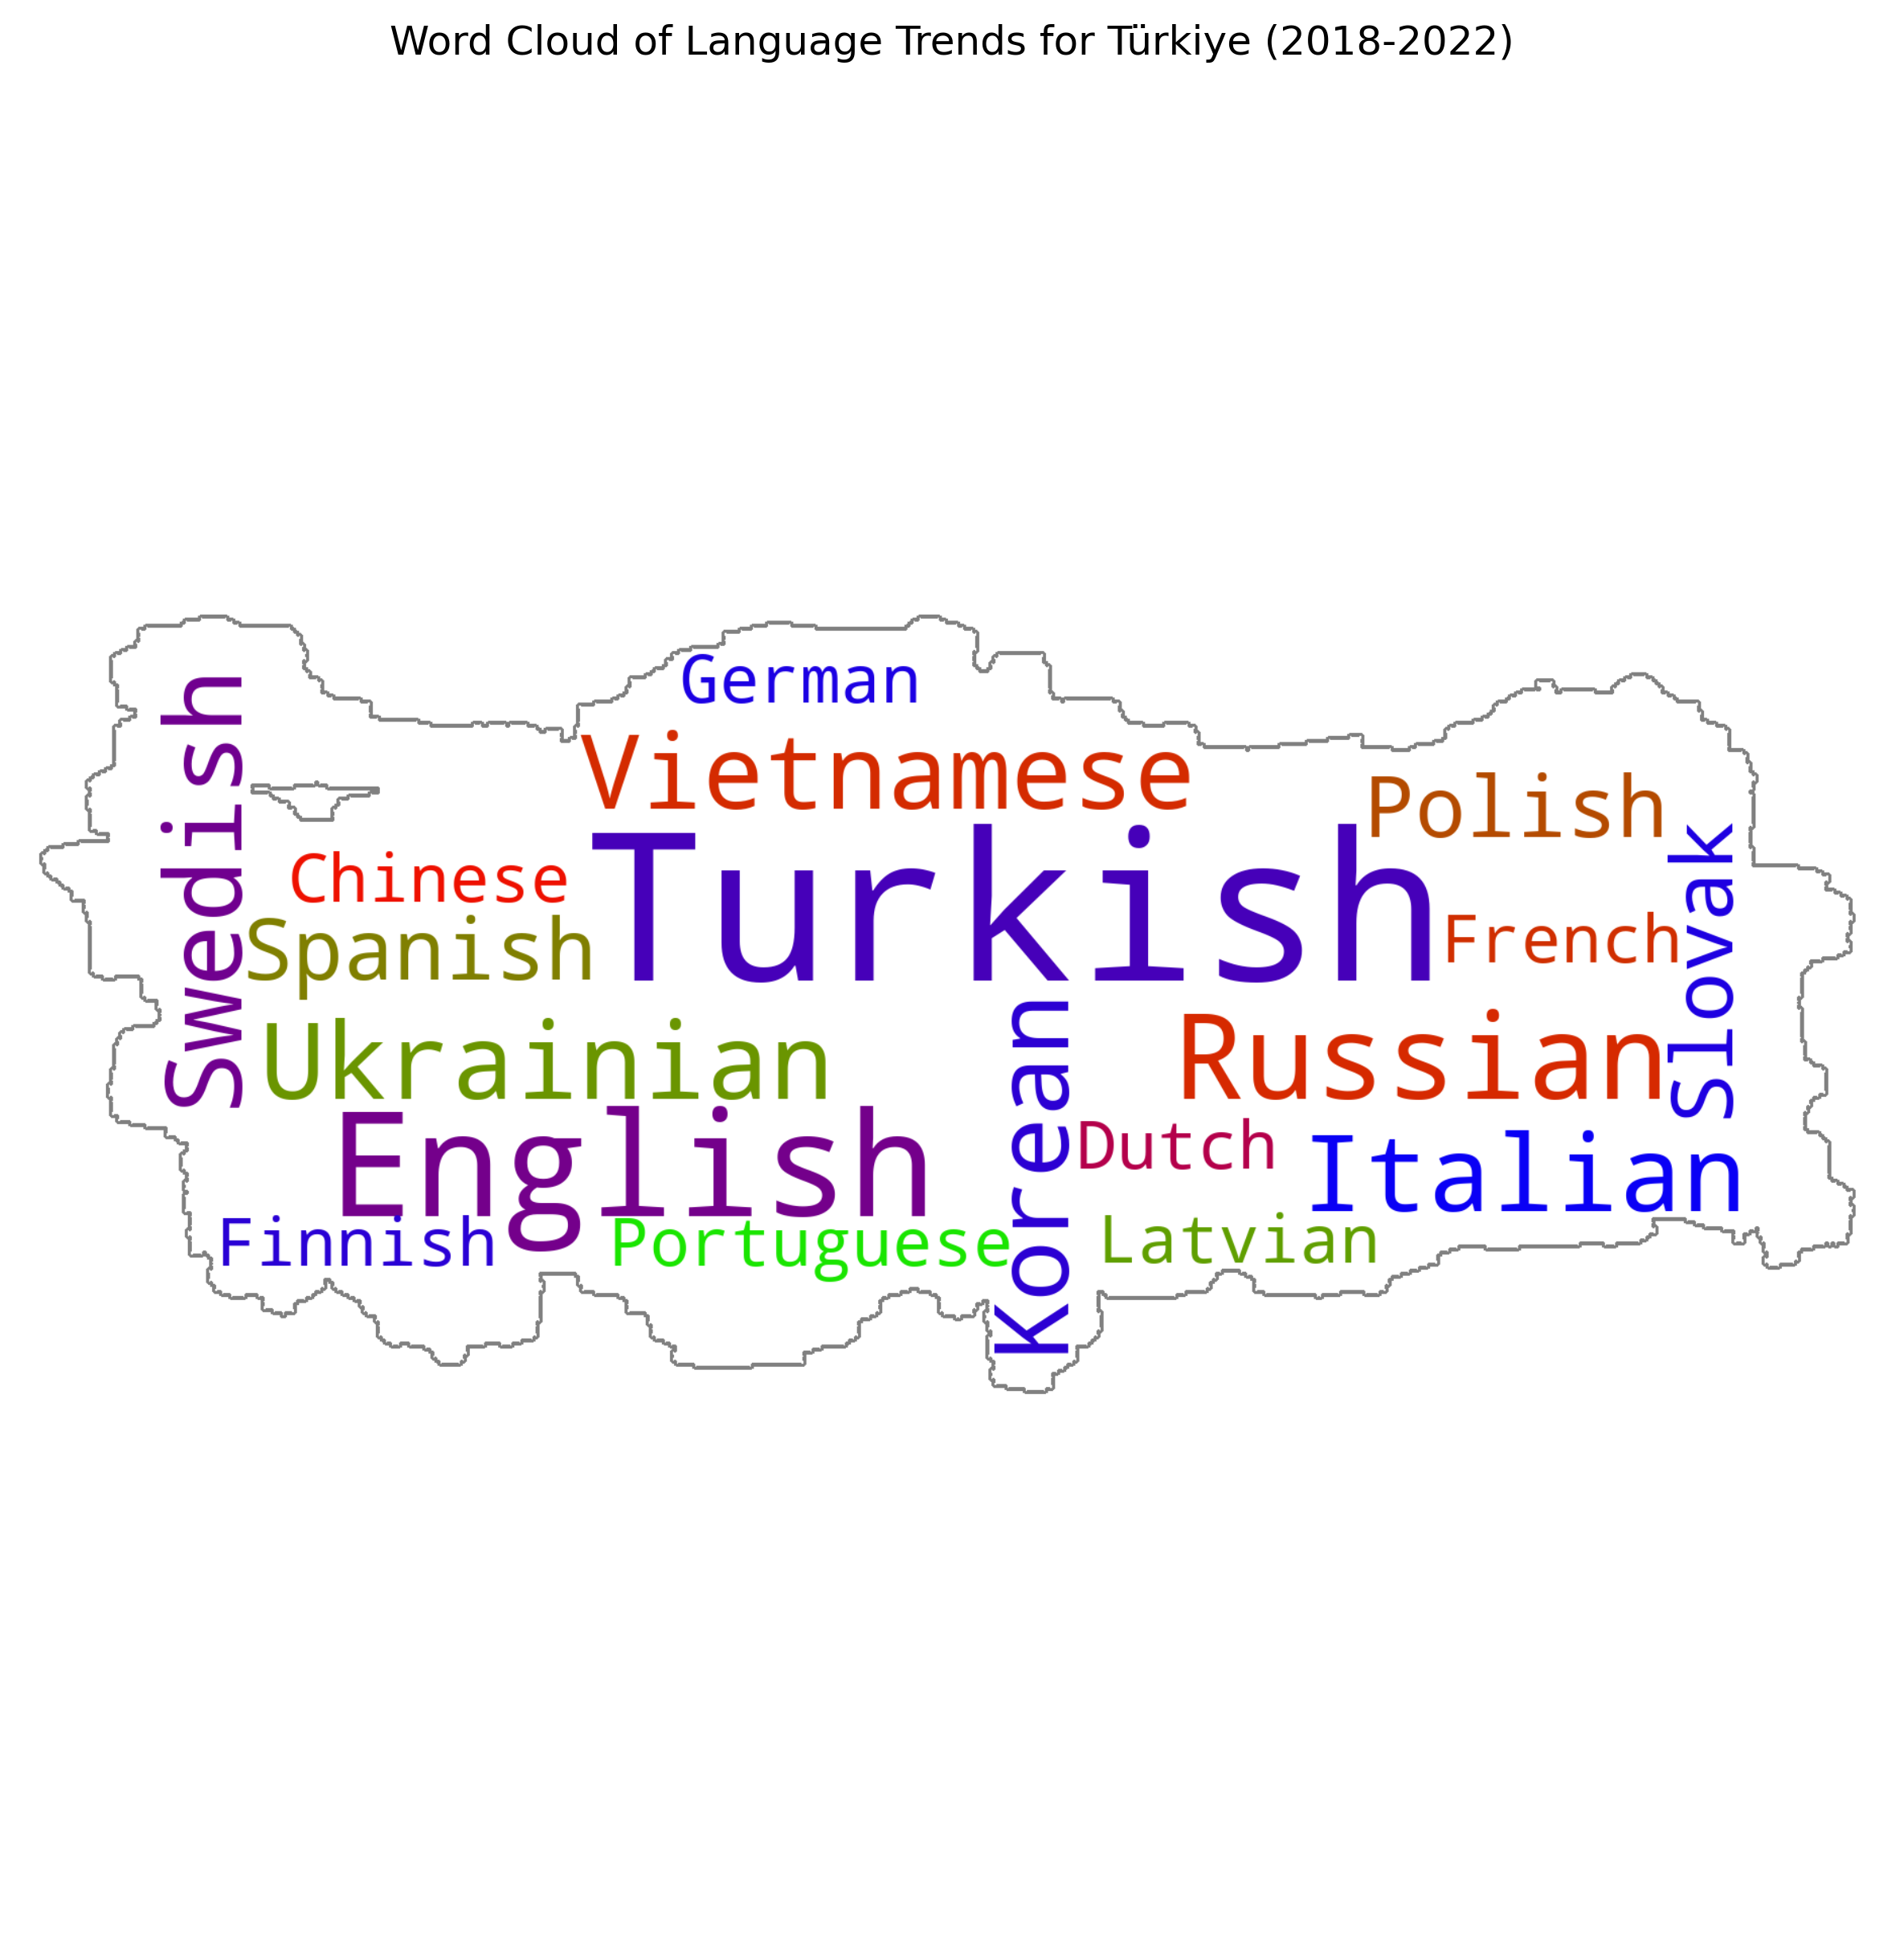 Word Cloud of Language Trends for Türkiye (2018-2022)
German
Vietnamese
Polish
Swedish
Chinese
Turkish
Slovak
Spanish
French
Ukrainian
Korean
Russian
English
Dutch
Italian
Finnish
Portuguese
Latvian